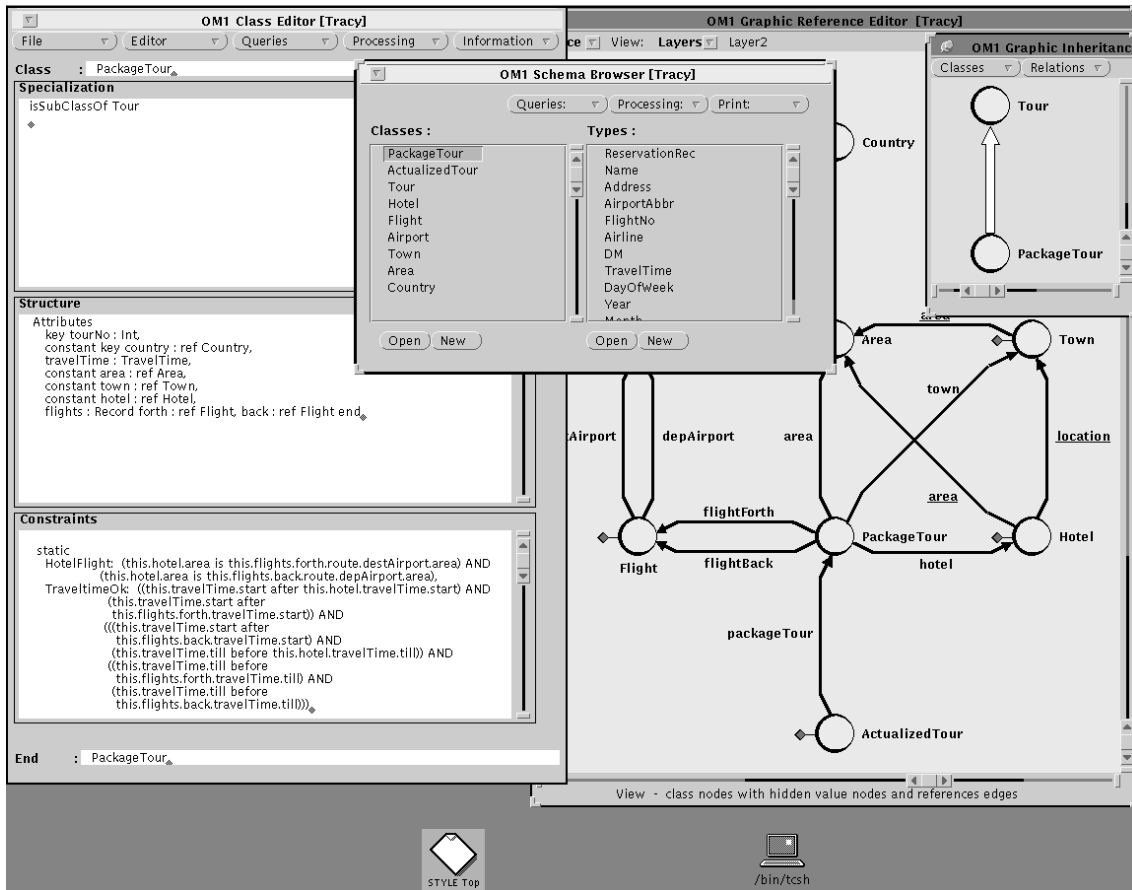 OM1 Class Editor [Tracy]
File Editor Queries Processing Information
Class : PackageTour
Specialization
isSubClassOf Tour
Structure
Attributes
key tourNo : Int,
constant key country : ref Country,
travelTime : TravelTime,
constant area : ref Area,
constant town : ref Town,
constant hotel : ref Hotel,
flights : Record forth : ref Flight, back : ref Flight end
Constraints
static
HotelFlight: (this.hotel.area is this.flights.forth.route.destAirport.area) AND
(this.hotel.area is this.flights.back.route.depAirport.area),
TraveltimeOk: ((this.travelTime.start after this.hotel.travelTime.start) AND
(this.travelTime.start after
this.flights.forth.travelTime.start)) AND
(((this.travelTime.start after
this.flights.back.travelTime.start) AND
(this.travelTime.till before this.hotel.travelTime.till)) AND
((this.travelTime.till before
this.flights.forth.travelTime.till) AND
(this.travelTime.till before
this.flights.back.travelTime.till)))
End : PackageTour
OM1 Schema Browser [Tracy]
Queries: Processing: Print:
Classes :
PackageTour
ActualizedTour
Tour
Hotel
Flight
Airport
Town
Area
Country
Open New
Types :
ReservationRec
Name
Address
AirportAbbr
FlightNo
Airline
DM
TravelTime
DayOfWeek
Year
Month
Open New
OM1 Graphic Reference Editor [Tracy]
ce View: Layers Layer2
Country
OM1 Graphic Inheritanc
Classes Relations
Tour
PackageTour
area
Area
Town
town
tAirport depAirport area location
area
flightForth
PackageTour
Hotel
Flight
flightBack
hotel
packageTour
ActualizedTour
View - class nodes with hidden value nodes and references edges
STYLE Top
/bin/tcsh